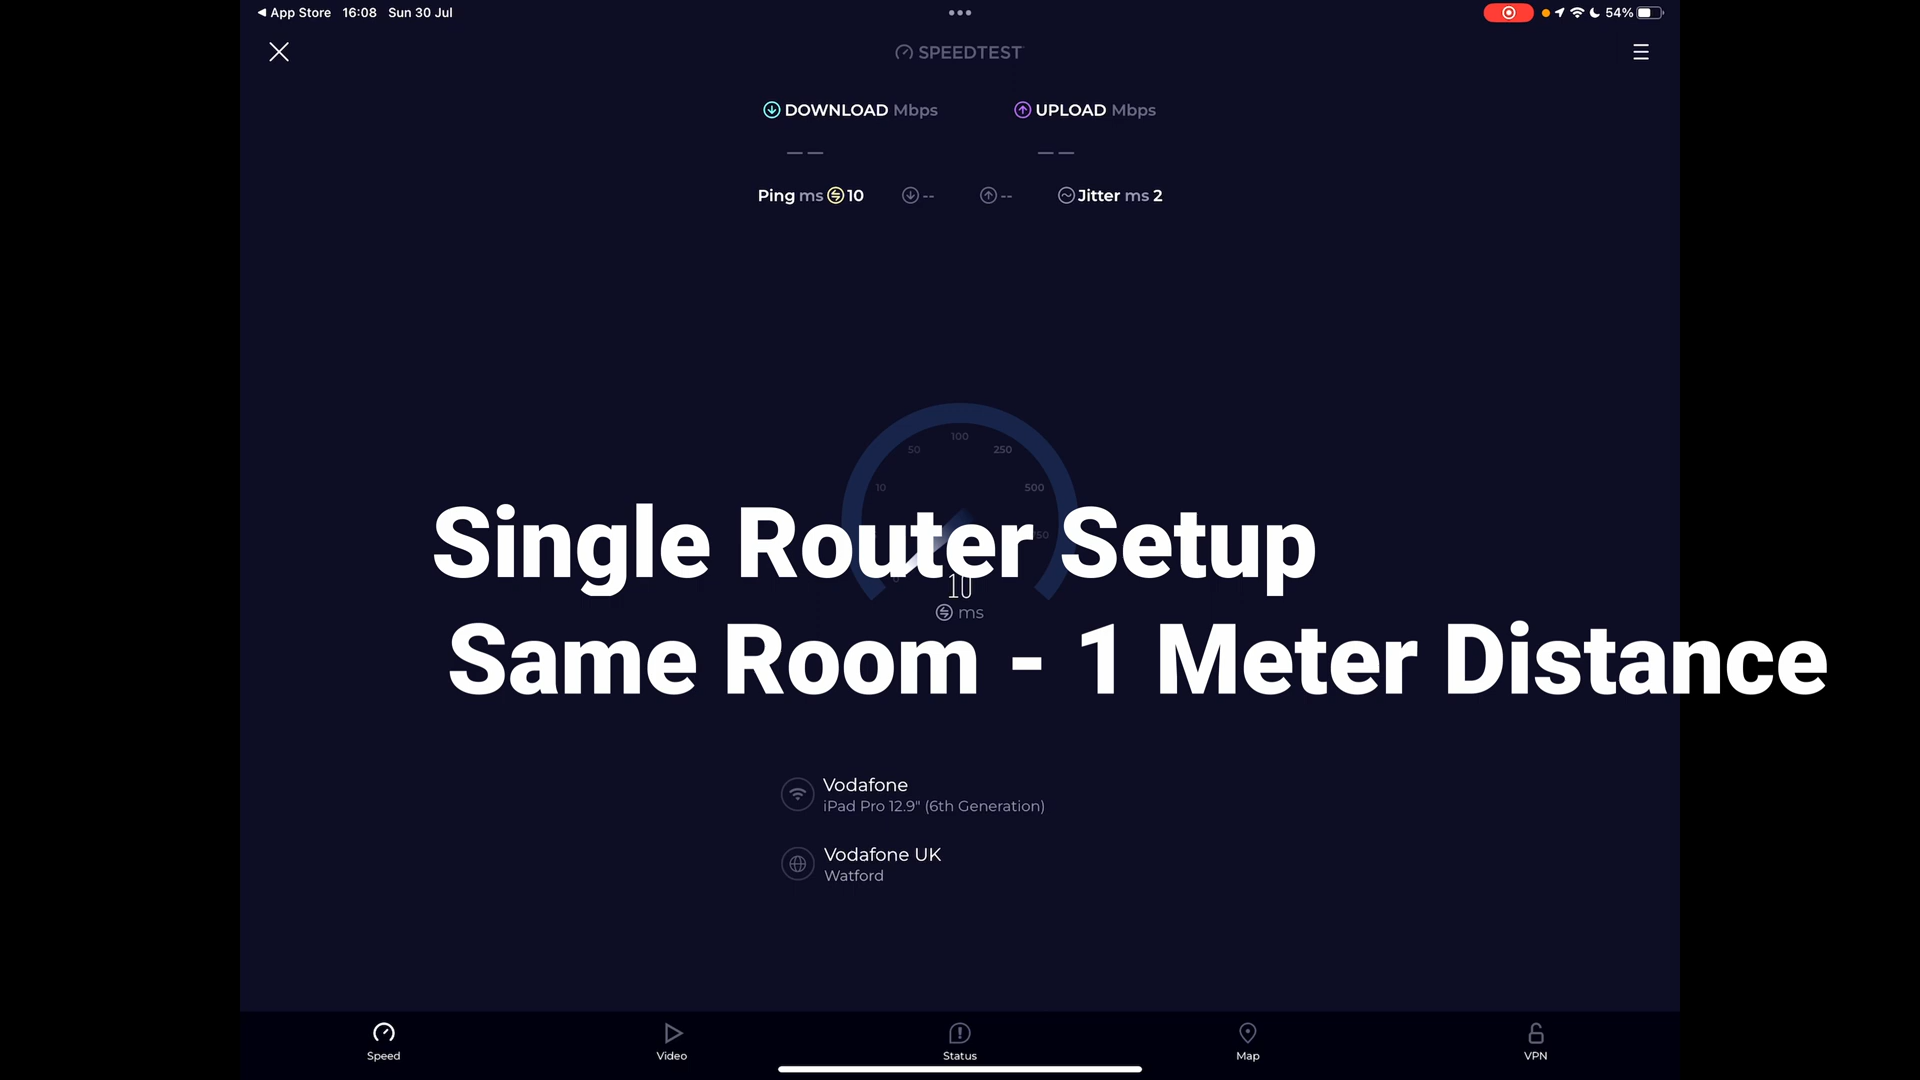 ◀ App Store 16:08 Sun 30 Jul
54%
SPEEDTEST
DOWNLOAD Mbps
UPLOAD Mbps
— —
— —
Ping ms 10
--
--
Jitter ms 2
100
50
250
10
500
Single Router Setup
10
ms
Same Room - 1 Meter Distance
Vodafone
iPad Pro 12.9" (6th Generation)
Vodafone UK
Watford
Speed
Video
Status
Map
VPN